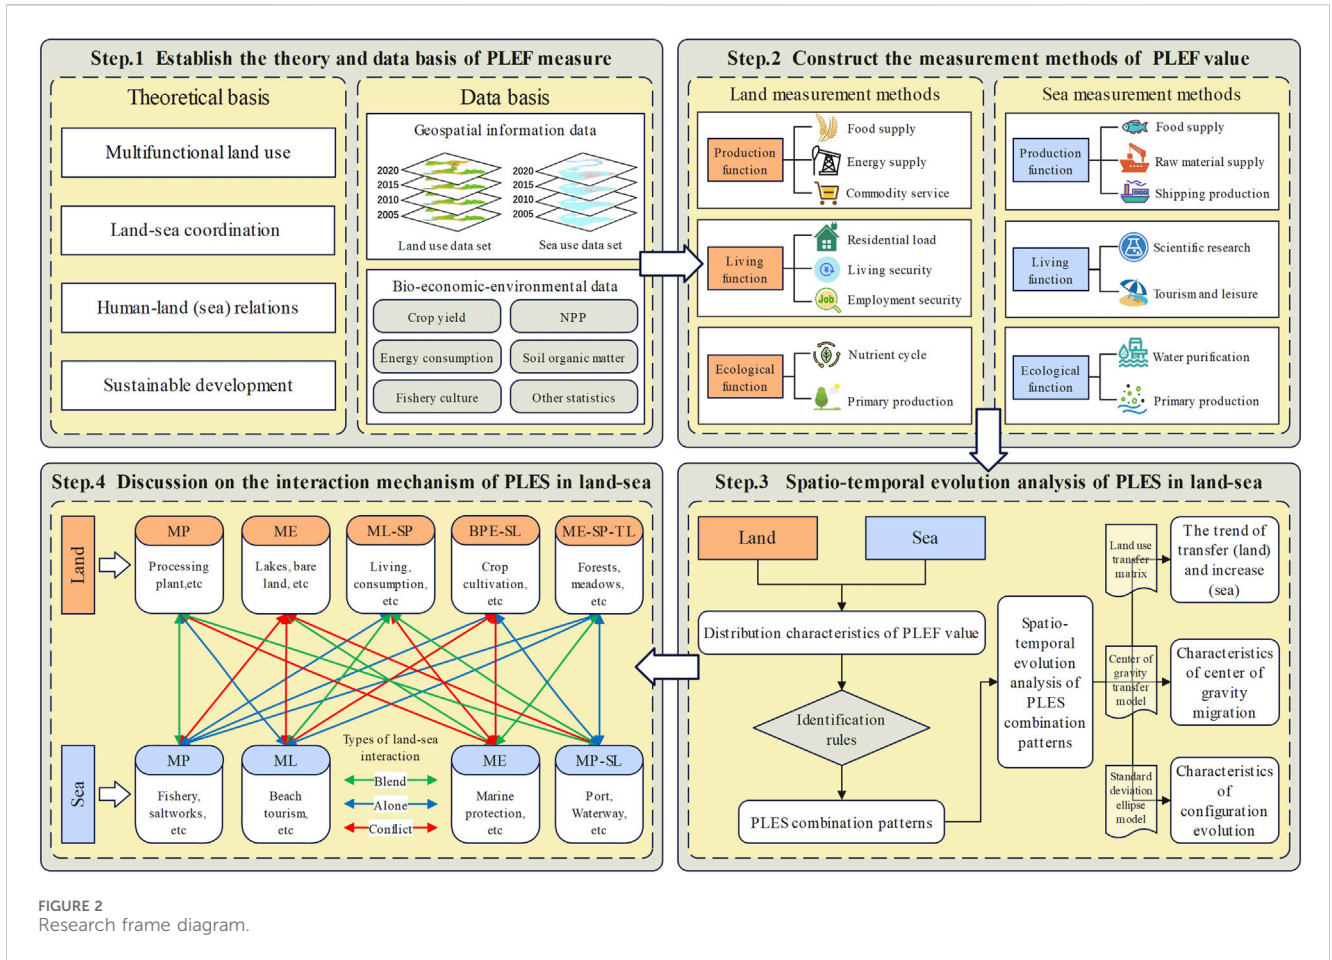 Step.1 Establish the theory and data basis of PLEF measure
Theoretical basis
Multifunctional land use
Land-sea coordination
Human-land (sea) relations
Sustainable development
Data basis
Geospatial information data
2020
2015
2010
2005
Land use data set
2020
2015
2010
2005
Sea use data set
Bio-economic-environmental data
Crop yield
NPP
Energy consumption
Soil organic matter
Fishery culture
Other statistics
Step.2 Construct the measurement methods of PLEF value
Land measurement methods
Production
function
Food supply
Energy supply
Commodity service
Living
function
Residential load
Living security
Job
Employment security
Ecological
function
Nutrient cycle
Primary production
Sea measurement methods
Production
function
Food supply
Raw material supply
Shipping production
Living
function
Scientific research
Tourism and leisure
Ecological
function
Water purification
Primary production
Step.4 Discussion on the interaction mechanism of PLES in land-sea
Land
MP
Processing
plant,etc
ME
Lakes, bare
land, etc
ML-SP
Living,
consumption,
etc
BPE-SL
Crop
cultivation,
etc
ME-SP-TL
Forests,
meadows,
etc
Sea
MP
Fishery,
saltworks,
etc
ML
Beach
tourism,
etc
Types of land-sea
interaction
Blend
Alone
Conflict
ME
Marine
protection,
etc
MP-SL
Port,
Waterway,
etc
Step.3 Spatio-temporal evolution analysis of PLES in land-sea
Land
Sea
Distribution characteristics of PLEF value
Identification
rules
PLES combination patterns
Spatio-
temporal
evolution
analysis of
PLES
combination
patterns
Land use
transfer
matrix
The trend of
transfer (land)
and increase
(sea)
Center of
gravity
transfer
model
Characteristics
of center of
gravity
migration
Standard
deviation
ellipse
model
Characteristics
of
configuration
evolution
FIGURE 2
Research frame diagram.